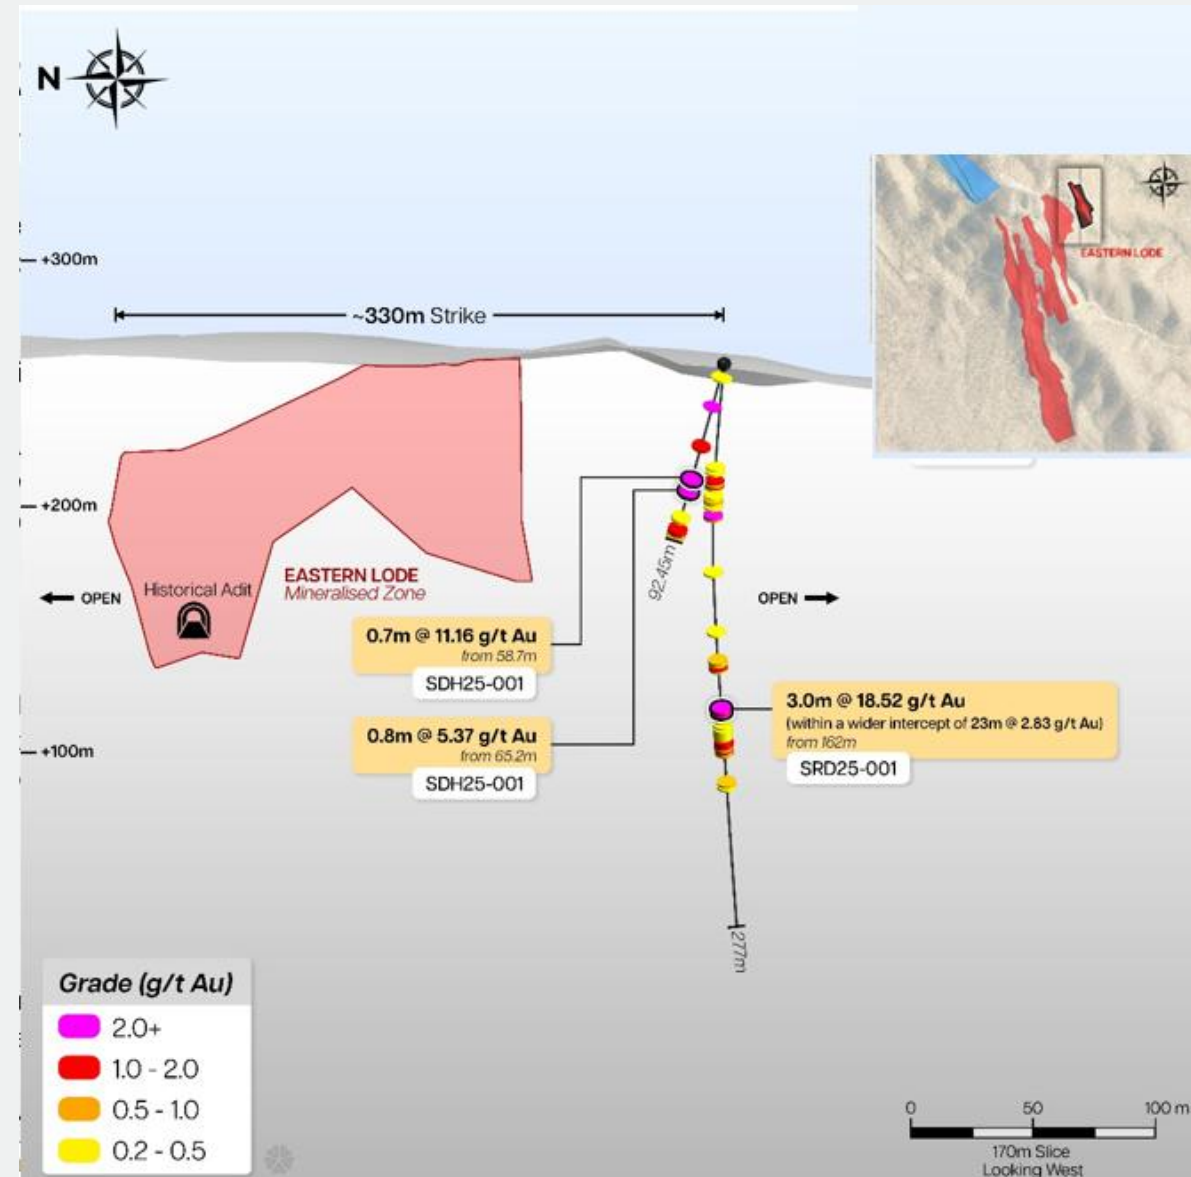 N
+300m
~330m Strike
EASTERN LODE
+200m
92.45m
Historical Adit
EASTERN LODE
Mineralised Zone
OPEN
OPEN
0.7m @ 11.16 g/t Au
from 58.7m
SDH25-001
0.8m @ 5.37 g/t Au
from 65.2m
SDH25-001
3.0m @ 18.52 g/t Au
(within a wider intercept of 23m @ 2.83 g/t Au)
from 162m
SRD25-001
+100m
277m
Grade (g/t Au)
2.0+
1.0 - 2.0
0.5 - 1.0
0.2 - 0.5
0 50 100 m
170m Slice
Looking West